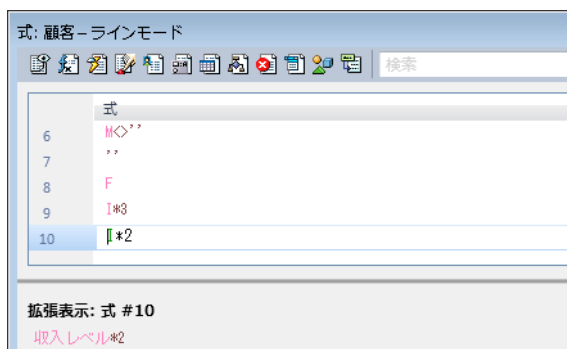 式: 顧客-ラインモード
検索
式
6 M<>''
7 ''
8 F
9 I*3
10 I*2
拡張表示: 式 #10
収入レベル*2